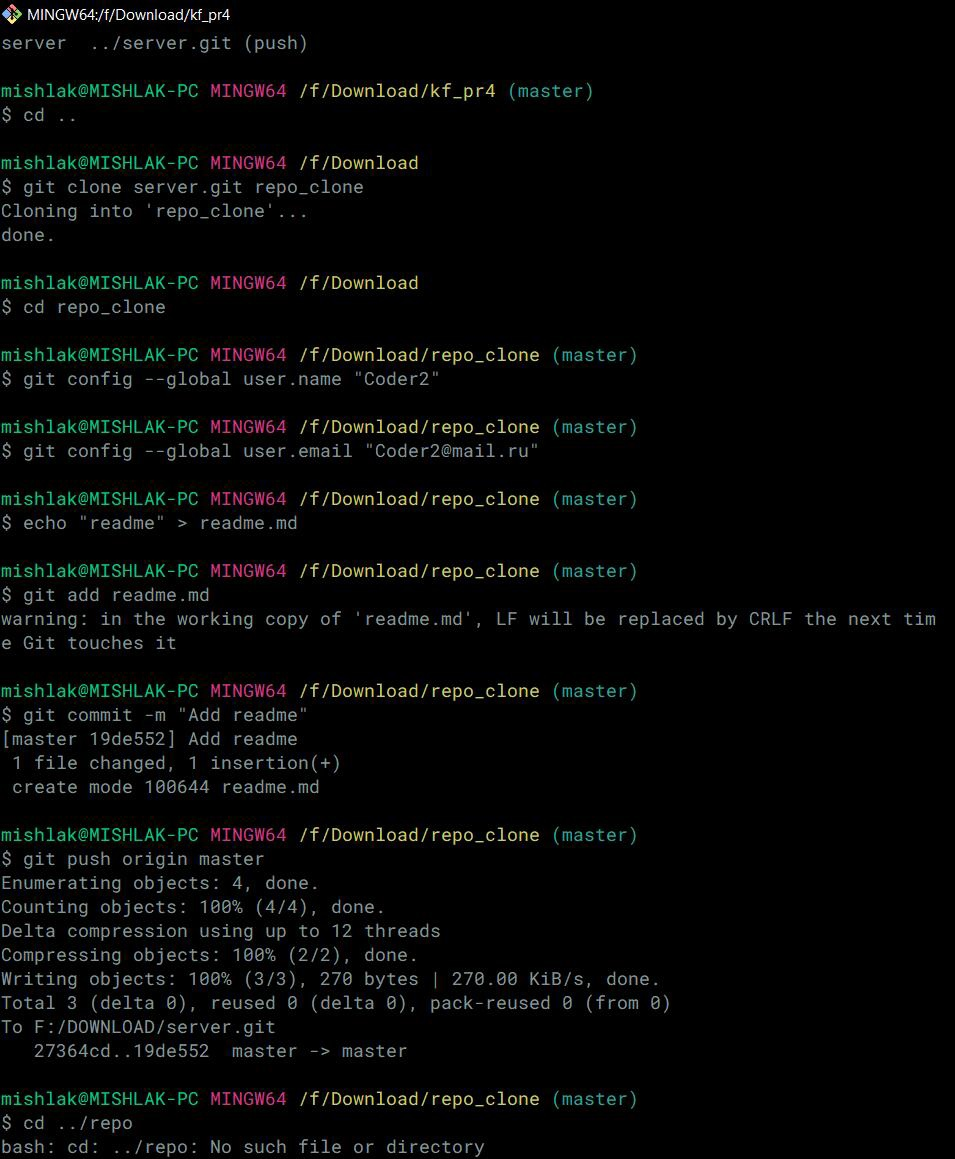 MINGW64:/f/Download/kf_pr4
server  ../server.git (push)
mishlak@MISHLAK-PC MINGW64 /f/Download/kf_pr4 (master)
$ cd ..
mishlak@MISHLAK-PC MINGW64 /f/Download
$ git clone server.git repo_clone
Cloning into 'repo_clone'...
done.
mishlak@MISHLAK-PC MINGW64 /f/Download
$ cd repo_clone
mishlak@MISHLAK-PC MINGW64 /f/Download/repo_clone (master)
$ git config --global user.name "Coder2"
mishlak@MISHLAK-PC MINGW64 /f/Download/repo_clone (master)
$ git config --global user.email "Coder2@mail.ru"
mishlak@MISHLAK-PC MINGW64 /f/Download/repo_clone (master)
$ echo "readme" > readme.md
mishlak@MISHLAK-PC MINGW64 /f/Download/repo_clone (master)
$ git add readme.md
warning: in the working copy of 'readme.md', LF will be replaced by CRLF the next tim
e Git touches it
mishlak@MISHLAK-PC MINGW64 /f/Download/repo_clone (master)
$ git commit -m "Add readme"
[master 19de552] Add readme
 1 file changed, 1 insertion(+)
 create mode 100644 readme.md
mishlak@MISHLAK-PC MINGW64 /f/Download/repo_clone (master)
$ git push origin master
Enumerating objects: 4, done.
Counting objects: 100% (4/4), done.
Delta compression using up to 12 threads
Compressing objects: 100% (2/2), done.
Writing objects: 100% (3/3), 270 bytes | 270.00 KiB/s, done.
Total 3 (delta 0), reused 0 (delta 0), pack-reused 0 (from 0)
To F:/DOWNLOAD/server.git
   27364cd..19de552  master -> master
mishlak@MISHLAK-PC MINGW64 /f/Download/repo_clone (master)
$ cd ../repo
bash: cd: ../repo: No such file or directory